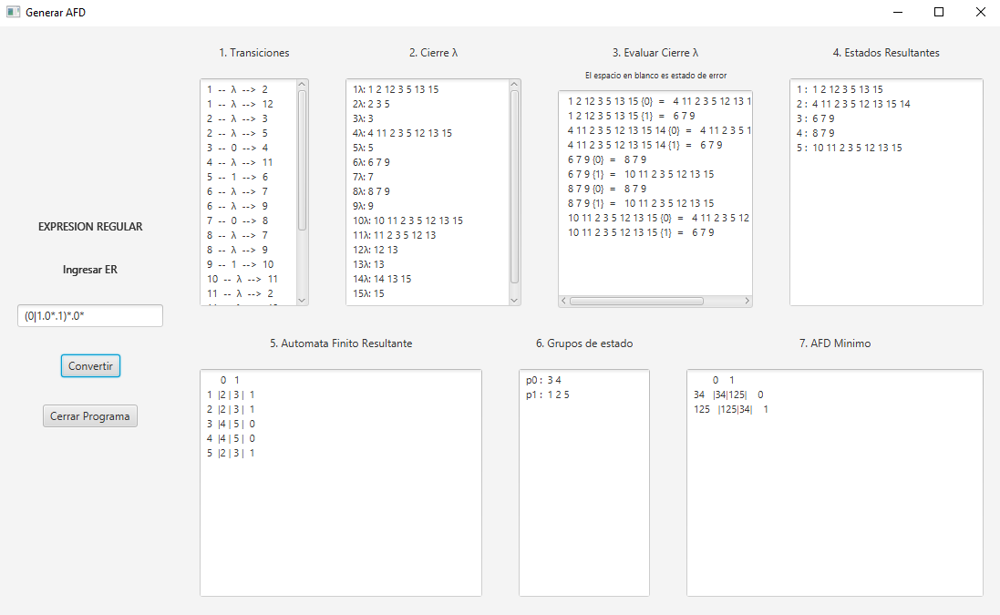 Generar AFD
EXPRESION REGULAR
Ingresar ER
(0|1.0*.1)*.0*
Convertir
Cerrar Programa
1. Transiciones
1 -- λ --> 2
1 -- λ --> 12
2 -- λ --> 3
2 -- λ --> 5
3 -- 0 --> 4
4 -- λ --> 11
5 -- 1 --> 6
6 -- λ --> 7
6 -- λ --> 9
7 -- 0 --> 8
8 -- λ --> 7
8 -- λ --> 9
9 -- 1 --> 10
10 -- λ --> 11
11 -- λ --> 2
2. Cierre λ
1λ: 1 2 12 3 5 13 15
2λ: 2 3 5
3λ: 3
4λ: 4 11 2 3 5 12 13 15
5λ: 5
6λ: 6 7 9
7λ: 7
8λ: 8 7 9
9λ: 9
10λ: 10 11 2 3 5 12 13 15
11λ: 11 2 3 5 12 13
12λ: 12 13
13λ: 13
14λ: 14 13 15
15λ: 15
3. Evaluar Cierre λ
El espacio en blanco es estado de error
1 2 12 3 5 13 15 {0} = 4 11 2 3 5 12 13 1
1 2 12 3 5 13 15 {1} = 6 7 9
4 11 2 3 5 12 13 15 14 {0} = 4 11 2 3 5 1
4 11 2 3 5 12 13 15 14 {1} = 6 7 9
6 7 9 {0} = 8 7 9
6 7 9 {1} = 10 11 2 3 5 12 13 15
8 7 9 {0} = 8 7 9
8 7 9 {1} = 10 11 2 3 5 12 13 15
10 11 2 3 5 12 13 15 {0} = 4 11 2 3 5 12
10 11 2 3 5 12 13 15 {1} = 6 7 9
4. Estados Resultantes
1 : 1 2 12 3 5 13 15
2 : 4 11 2 3 5 12 13 15 14
3 : 6 7 9
4 : 8 7 9
5 : 10 11 2 3 5 12 13 15
5. Automata Finito Resultante
0 1
1 |2 | 3 | 1
2 |2 | 3 | 1
3 |4 | 5 | 0
4 |4 | 5 | 0
5 |2 | 3 | 1
6. Grupos de estado
p0 : 3 4
p1 : 1 2 5
7. AFD Minimo
0 1
34 |34|125| 0
125 |125|34| 1